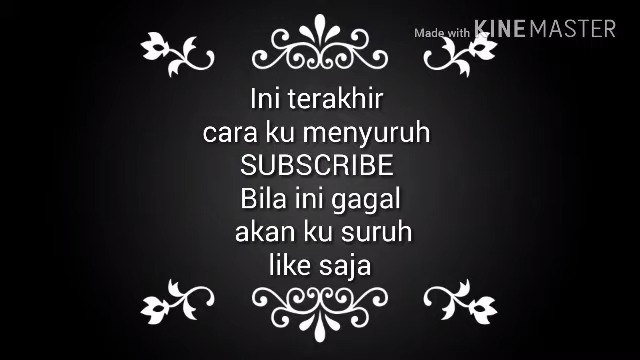 Made with KINEMASTER
Ini terakhir
cara ku menyuruh
SUBSCRIBE
Bila ini gagal
akan ku suruh
like saja